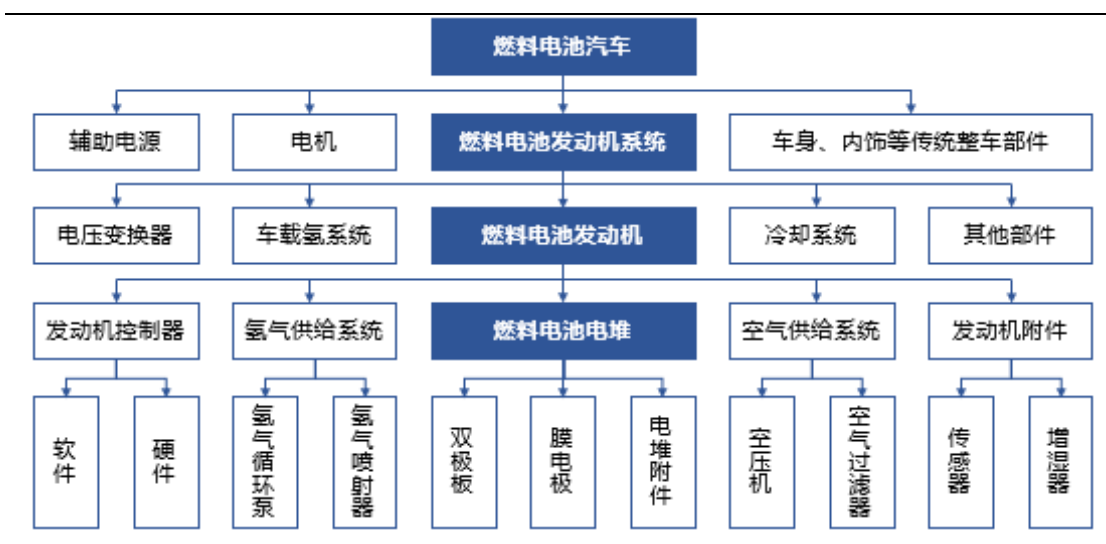 燃料电池汽车
辅助电源
电机
燃料电池发动机系统
车身、内饰等传统整车部件
电压变换器
车载氢系统
燃料电池发动机
冷却系统
其他部件
发动机控制器
氢气供给系统
燃料电池电堆
空气供给系统
发动机附件
软件
硬件
氢气循环泵
氢气喷射器
双极板
膜电极
电堆附件
空压机
空气过滤器
传感器
增湿器